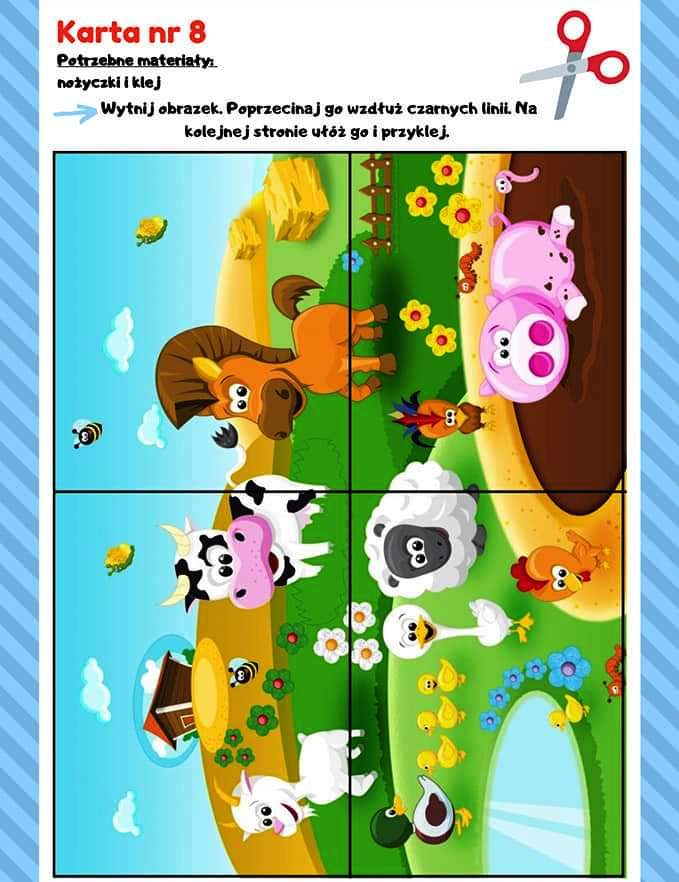 Karta nr 8
Potrzebne materiały:
nożyczki i klej
Wytnij obrazek. Poprzecinaj go wzdłuż czarnych linii. Na
kolejnej stronie ułóż go i przyklej.